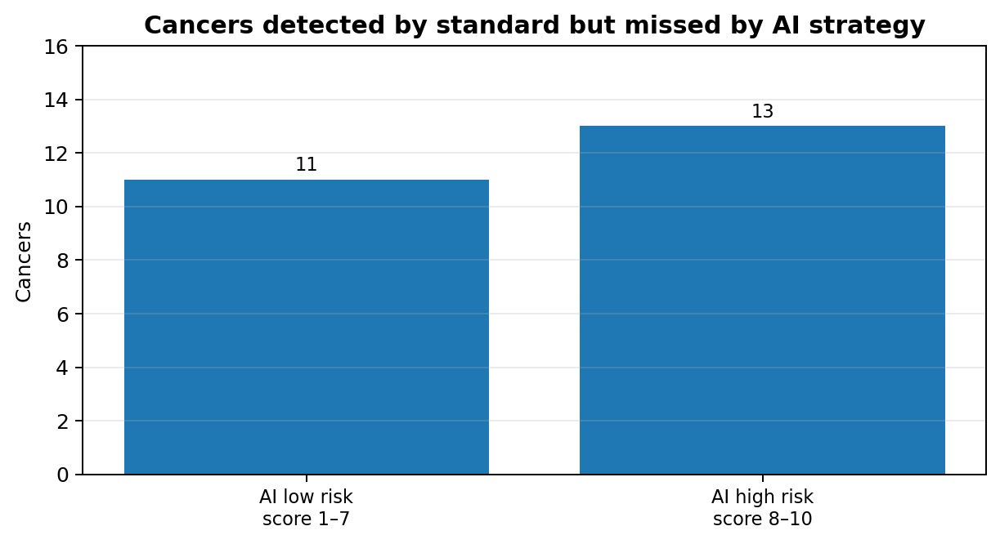 Cancers detected by standard but missed by AI strategy
16
14
12
10
8
6
4
2
0
Cancers
11
13
AI low risk
score 1–7
AI high risk
score 8–10